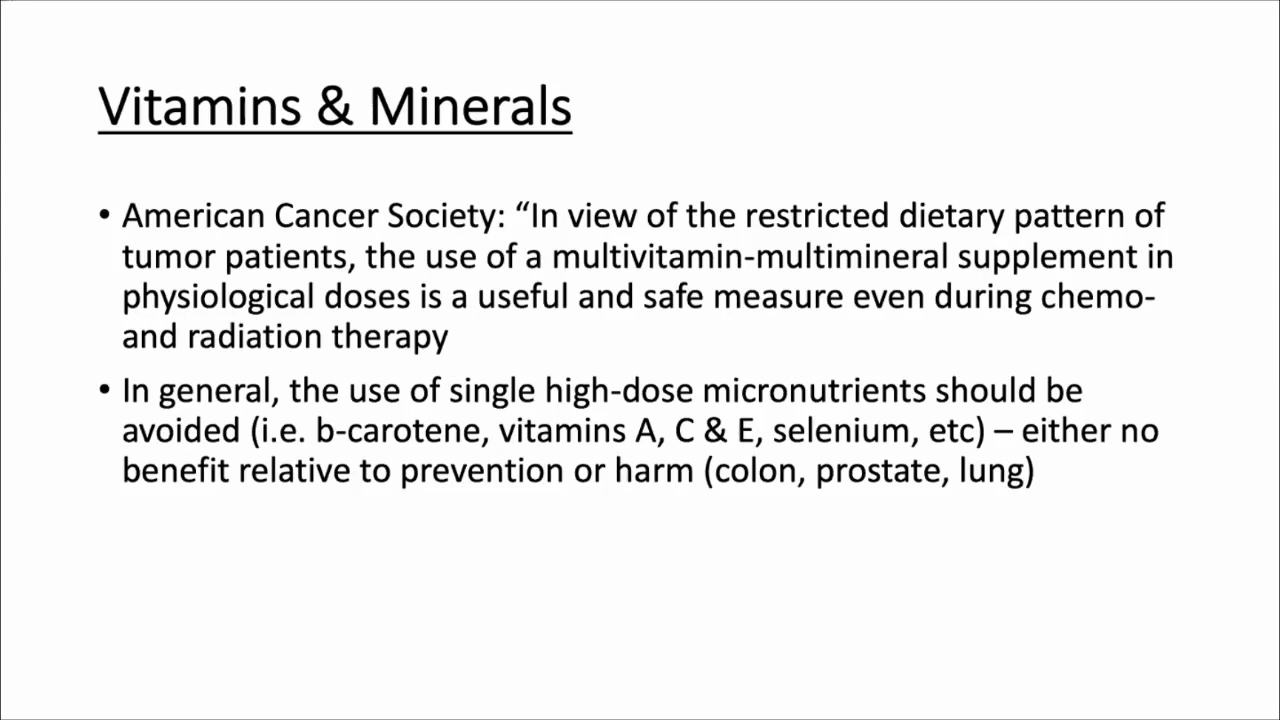 Vitamins & Minerals
• American Cancer Society: “In view of the restricted dietary pattern of
tumor patients, the use of a multivitamin-multimineral supplement in
physiological doses is a useful and safe measure even during chemo-
and radiation therapy
• In general, the use of single high-dose micronutrients should be
avoided (i.e. b-carotene, vitamins A, C & E, selenium, etc) – either no
benefit relative to prevention or harm (colon, prostate, lung)